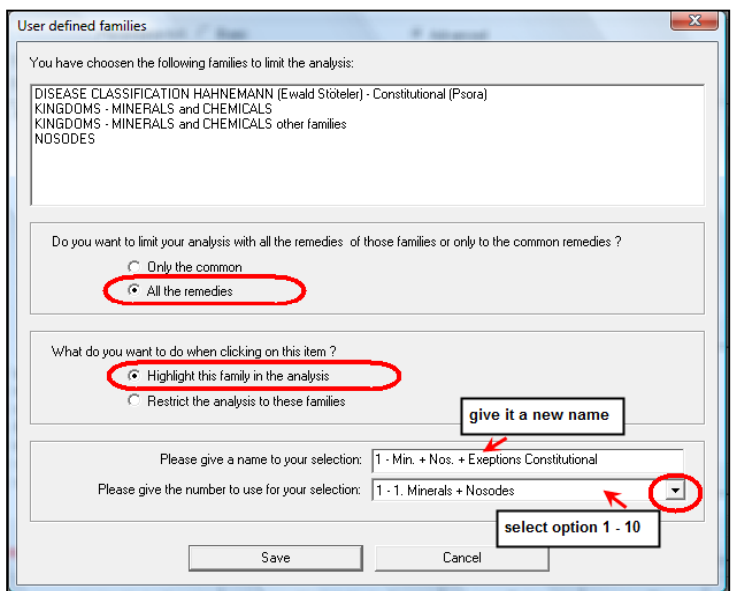 User defined families
You have choosen the following families to limit the analysis:
DISEASE CLASSIFICATION HAHNEMANN (Ewald Stöteler) - Constitutional (Psora)
KINGDOMS - MINERALS and CHEMICALS
KINGDOMS - MINERALS and CHEMICALS other families
NOSODES
Do you want to limit your analysis with all the remedies of those families or only to the common remedies ?
Only the common
All the remedies
What do you want to do when clicking on this item ?
Highlight this family in the analysis
Restrict the analysis to these families
give it a new name
Please give a name to your selection: 1 - Min. + Nos. + Exeptions Constitutional
Please give the number to use for your selection: 1 - 1. Minerals + Nosodes
select option 1 - 10
Save Cancel